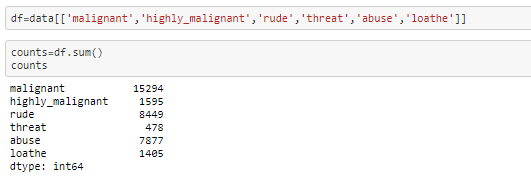 df=data[['malignant','highly_malignant','rude','threat','abuse','loathe']]
counts=df.sum()
counts
malignant 15294
highly_malignant 1595
rude 8449
threat 478
abuse 7877
loathe 1405
dtype: int64